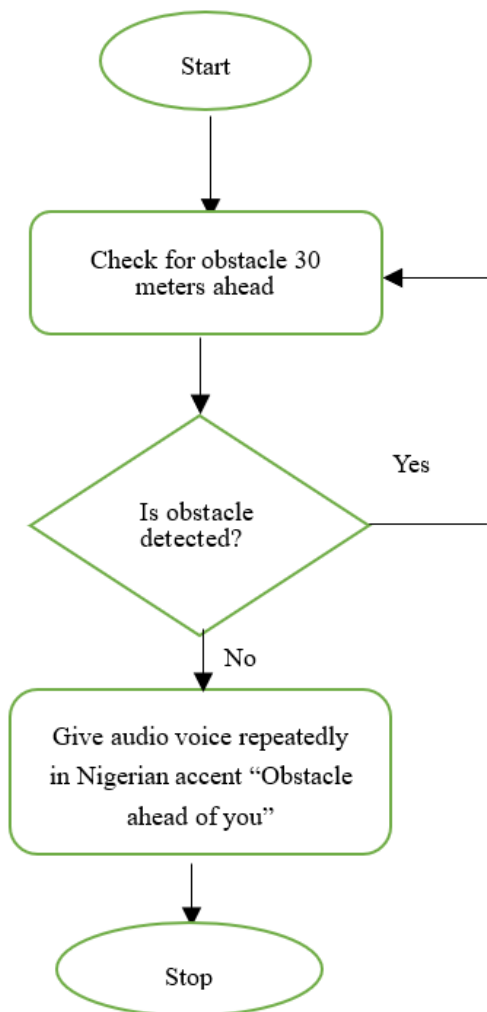 Start
Check for obstacle 30
meters ahead
Yes
Is obstacle
detected?
No
Give audio voice repeatedly
in Nigerian accent “Obstacle
ahead of you”
Stop